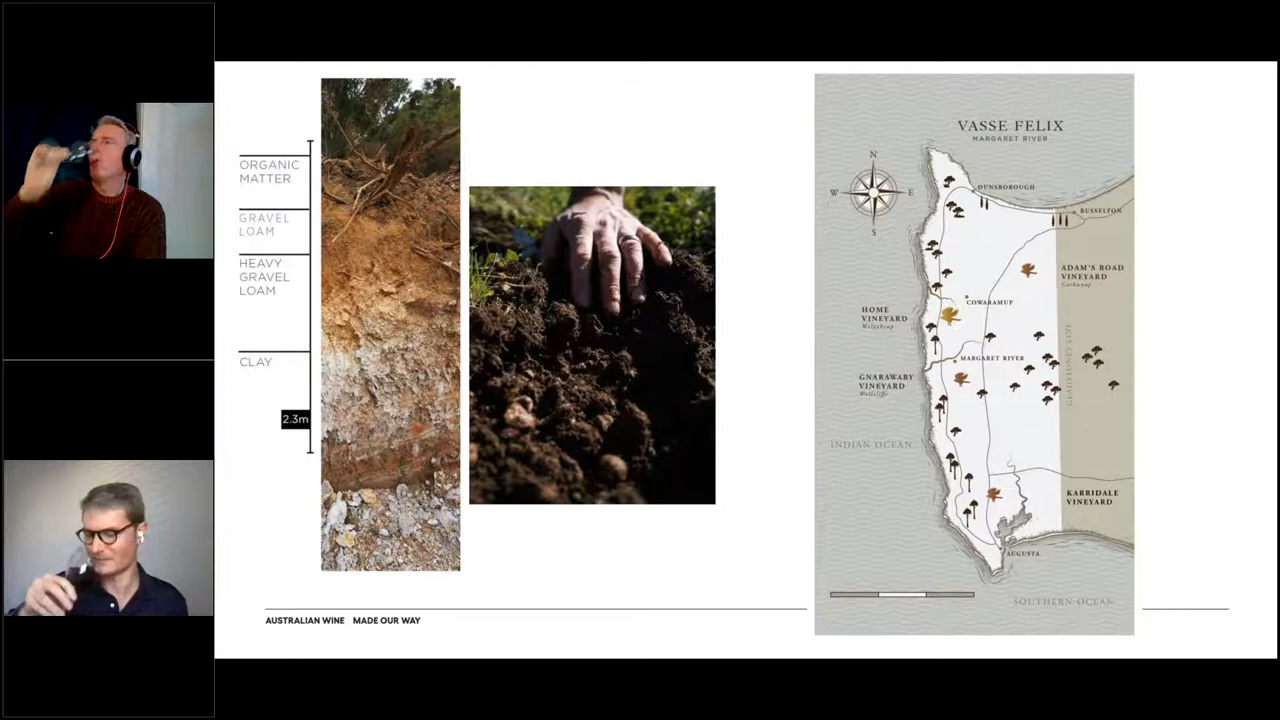 ORGANIC
MATTER
GRAVEL
LOAM
HEAVY
GRAVEL
LOAM
CLAY
2.3m
VASSE FELIX
MARGARET RIVER
N
W
E
S
DUNSBOROUGH
BUSSELTON
ADAM'S ROAD
VINEYARD
COWARAMUP
HOME
VINEYARD
Wilyabrup
MARGARET RIVER
GNARAWARY
VINEYARD
Wallcliffe
GLADSTONES LINE
INDIAN OCEAN
KARRIDALE
VINEYARD
AUGUSTA
SOUTHERN OCEAN
AUSTRALIAN WINE MADE OUR WAY